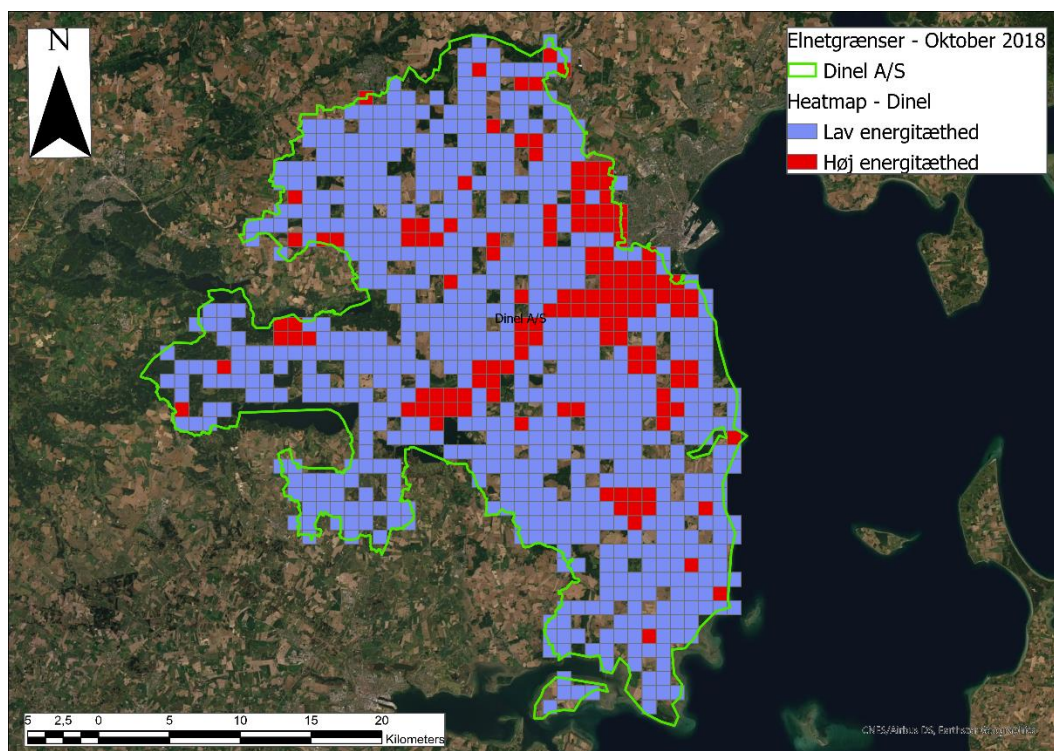 N
Elnetgrænser - Oktober 2018
Dinel A/S
Heatmap - Dinel
Lav energitæthed
Høj energitæthed
Dinel A/S
5 2,5 0 5 10 15 20
Kilometers
CNES/Airbus DS, Earthstar Geographics